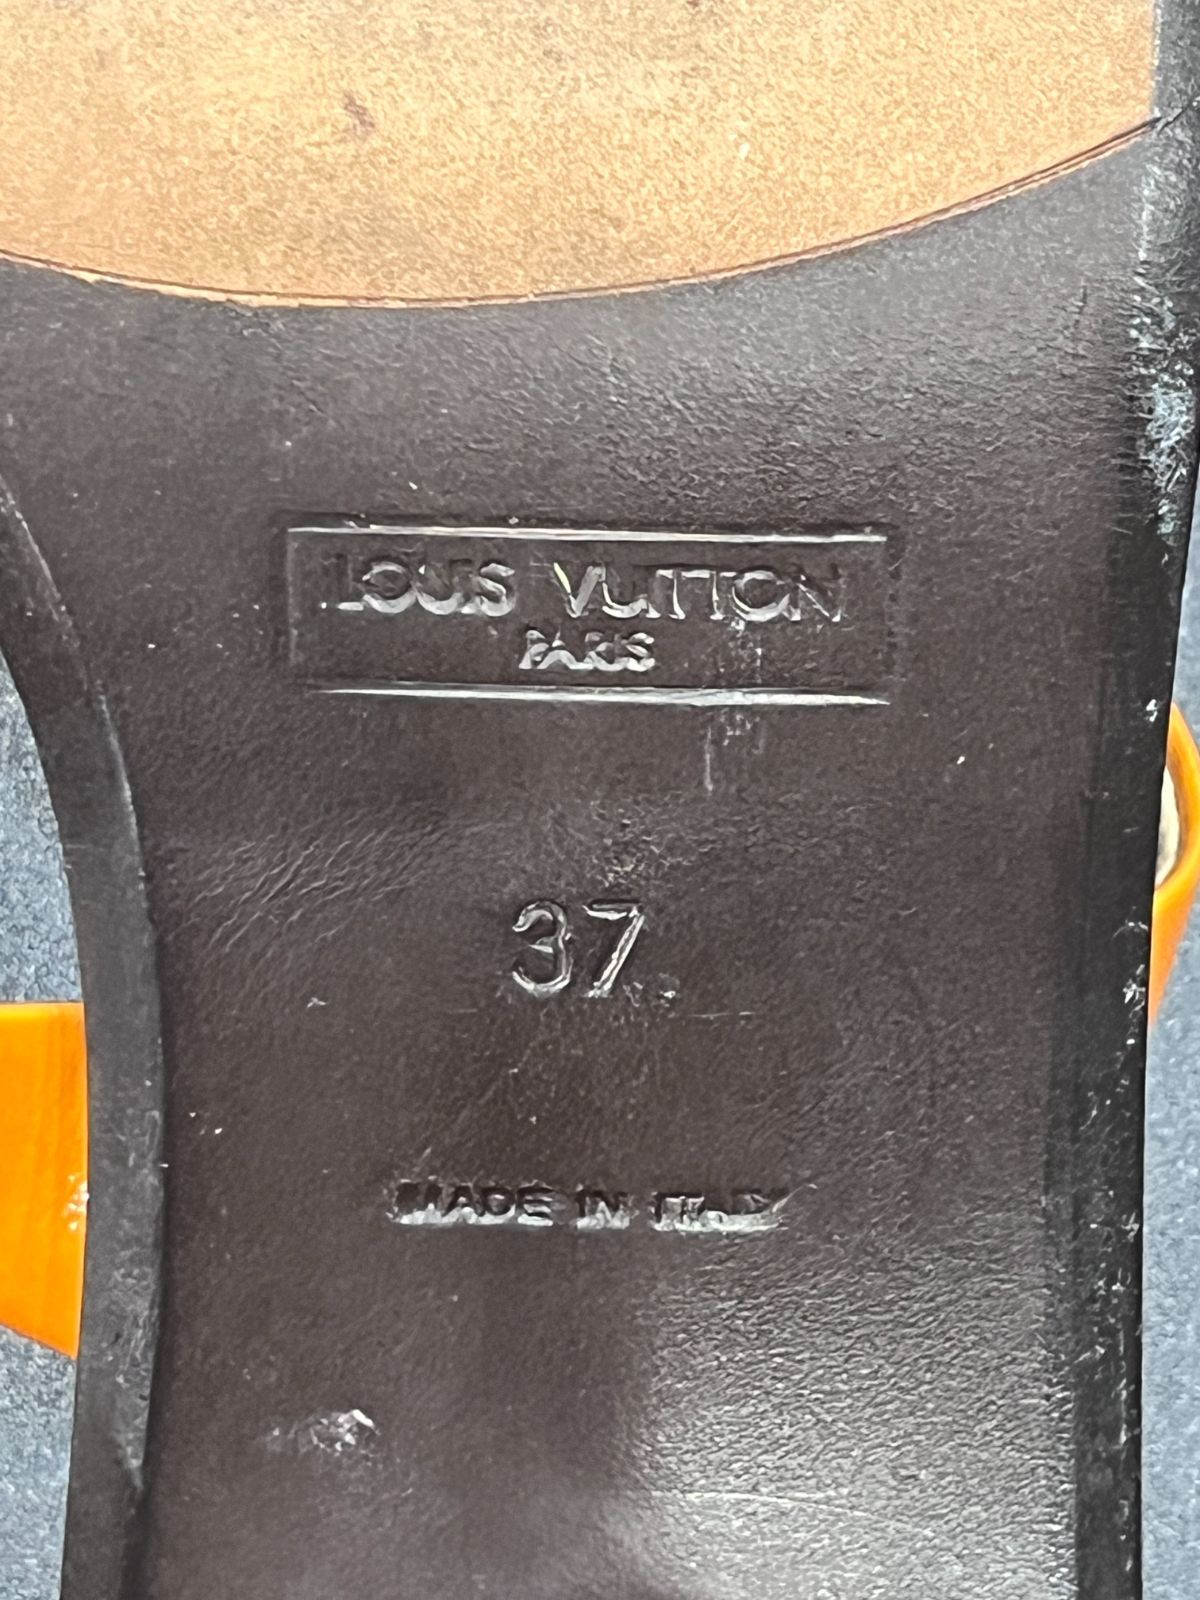 LOUIS VUITTON
PARIS
37.
MADE IN ITALY